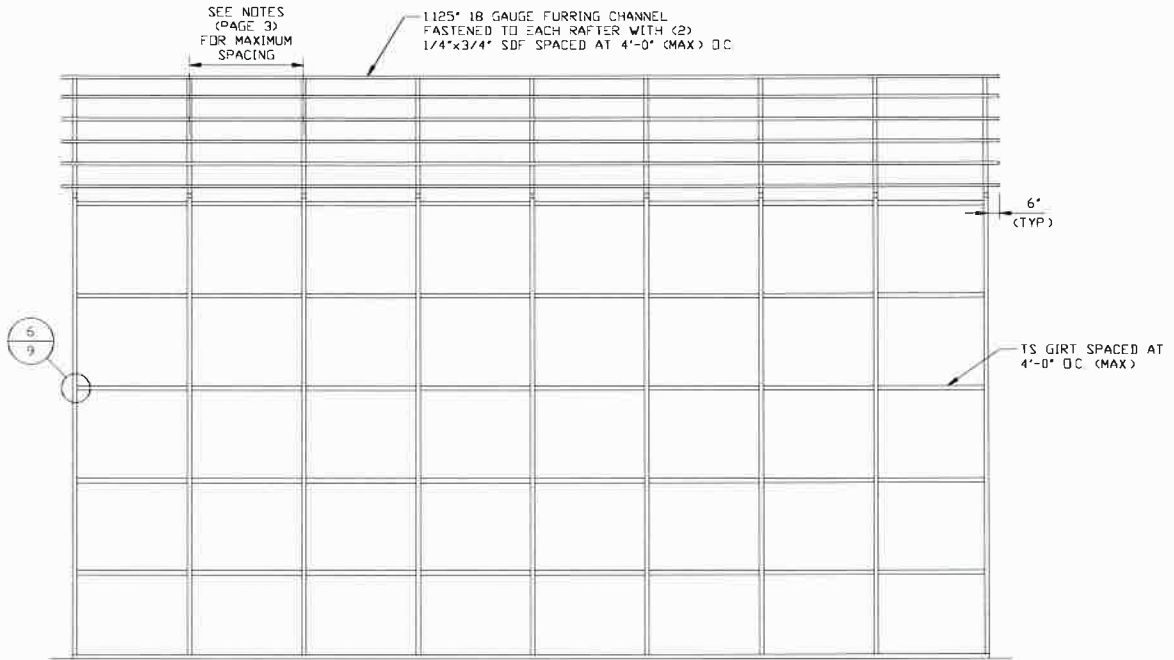 SEE NOTES
(PAGE 3)
FOR MAXIMUM
SPACING
1.125" 18 GAUGE FURRING CHANNEL
FASTENED TO EACH RAFTER WITH (2)
1/4"x3/4" SDF SPACED AT 4'-0" (MAX) O.C.
6"
(TYP)
6
9
TS GIRT SPACED AT
4'-0" O.C. (MAX)